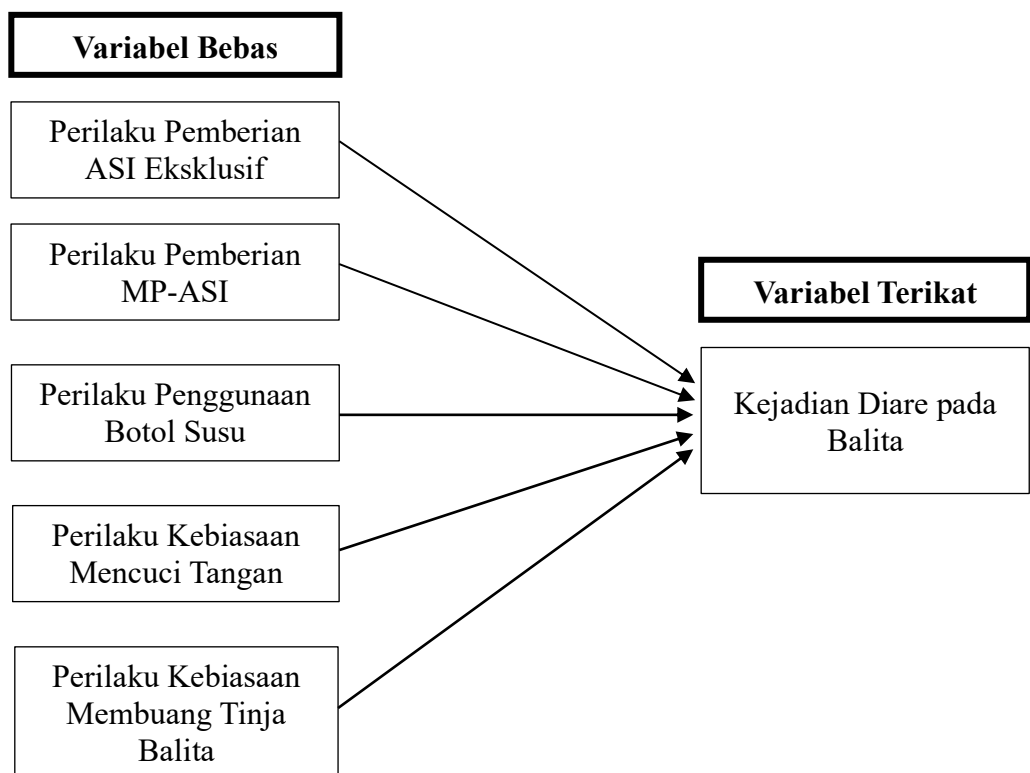 Variabel Bebas
Perilaku Pemberian
ASI Eksklusif
Perilaku Pemberian
MP-ASI
Perilaku Penggunaan
Botol Susu
Perilaku Kebiasaan
Mencuci Tangan
Perilaku Kebiasaan
Membuang Tinja
Balita
Variabel Terikat
Kejadian Diare pada
Balita